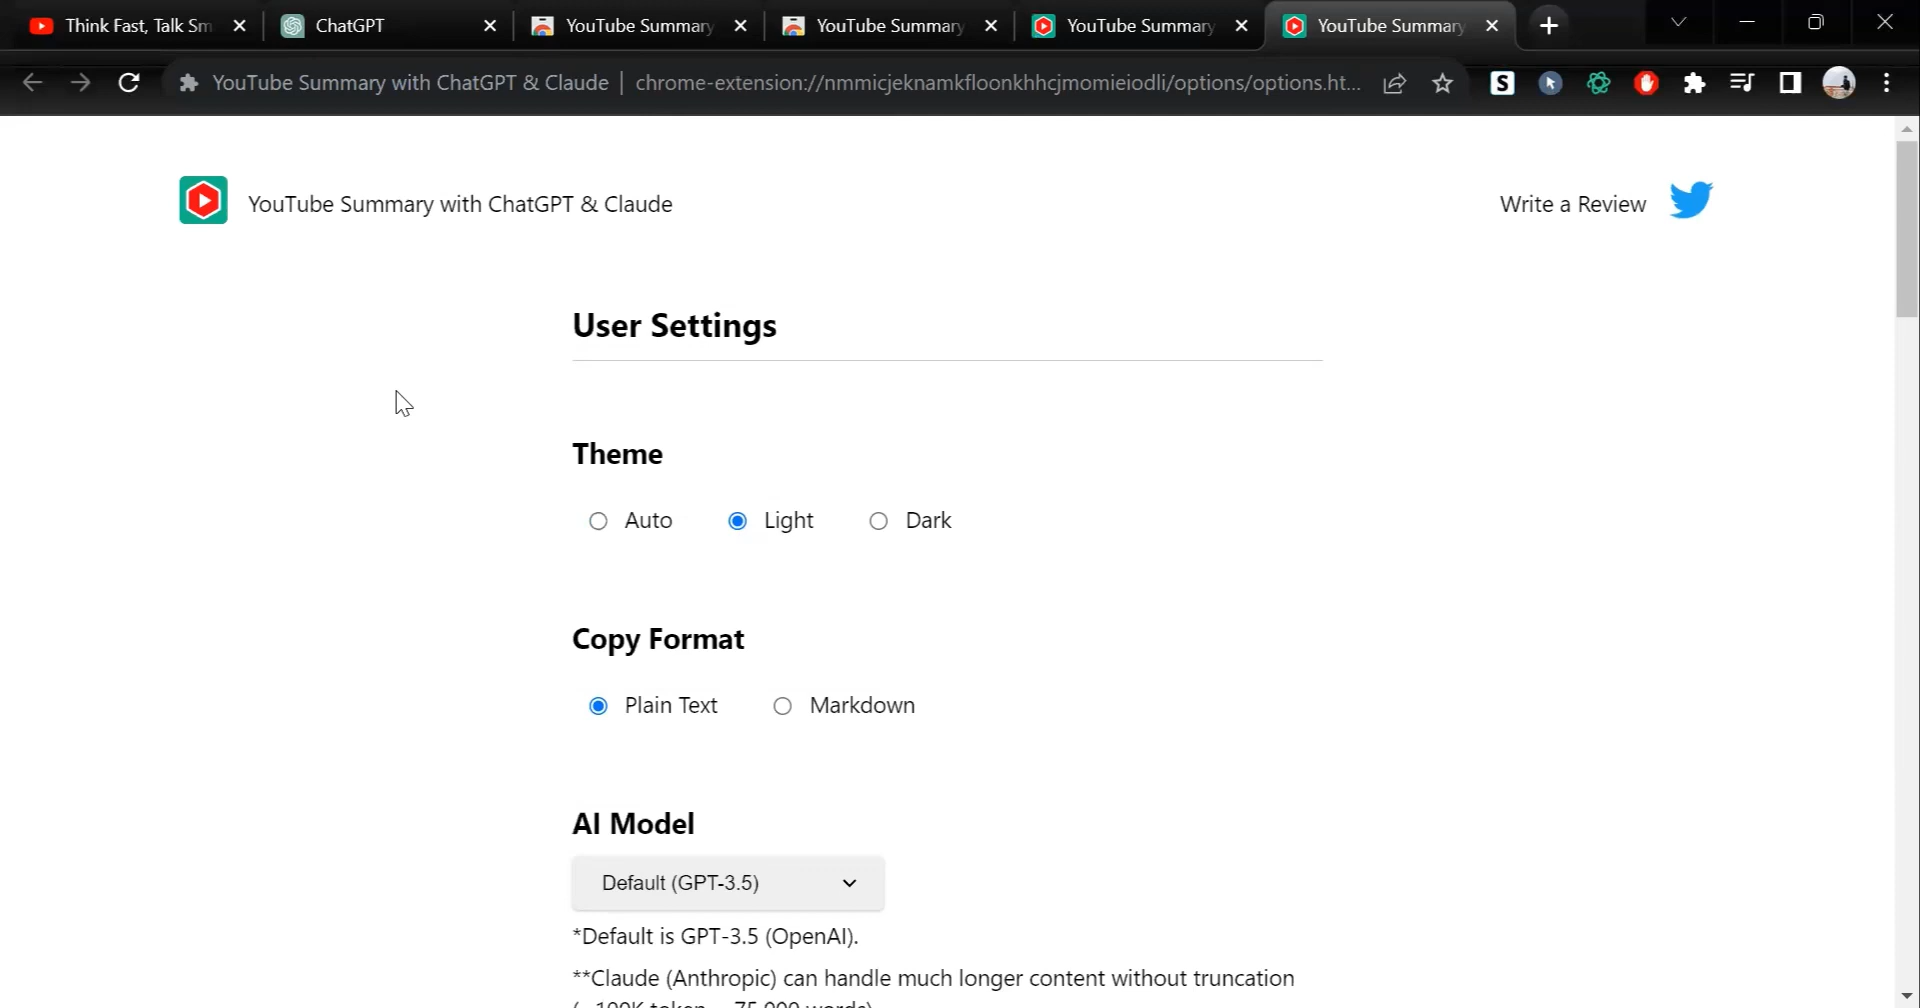 Think Fast, Talk Sm
ChatGPT
YouTube Summary
YouTube Summary
YouTube Summary
YouTube Summary
YouTube Summary with ChatGPT & Claude | chrome-extension://nmmicjeknamkfloonkhhcjmomieiodli/options/options.ht...
S
YouTube Summary with ChatGPT & Claude
Write a Review
User Settings
Theme
Auto Light Dark
Copy Format
Plain Text Markdown
AI Model
Default (GPT-3.5)
*Default is GPT-3.5 (OpenAI).
**Claude (Anthropic) can handle much longer content without truncation